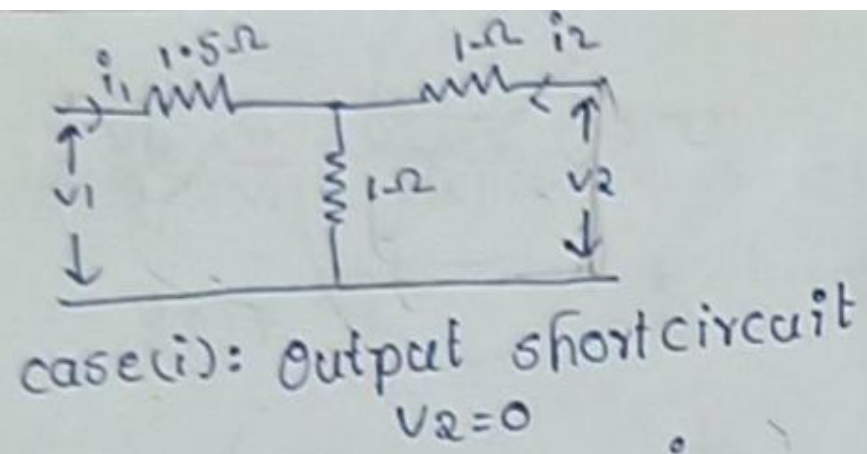 i1 1.5Ω 1Ω i2
V1 1Ω V2
case(i): Output shortcircuit
V2=0